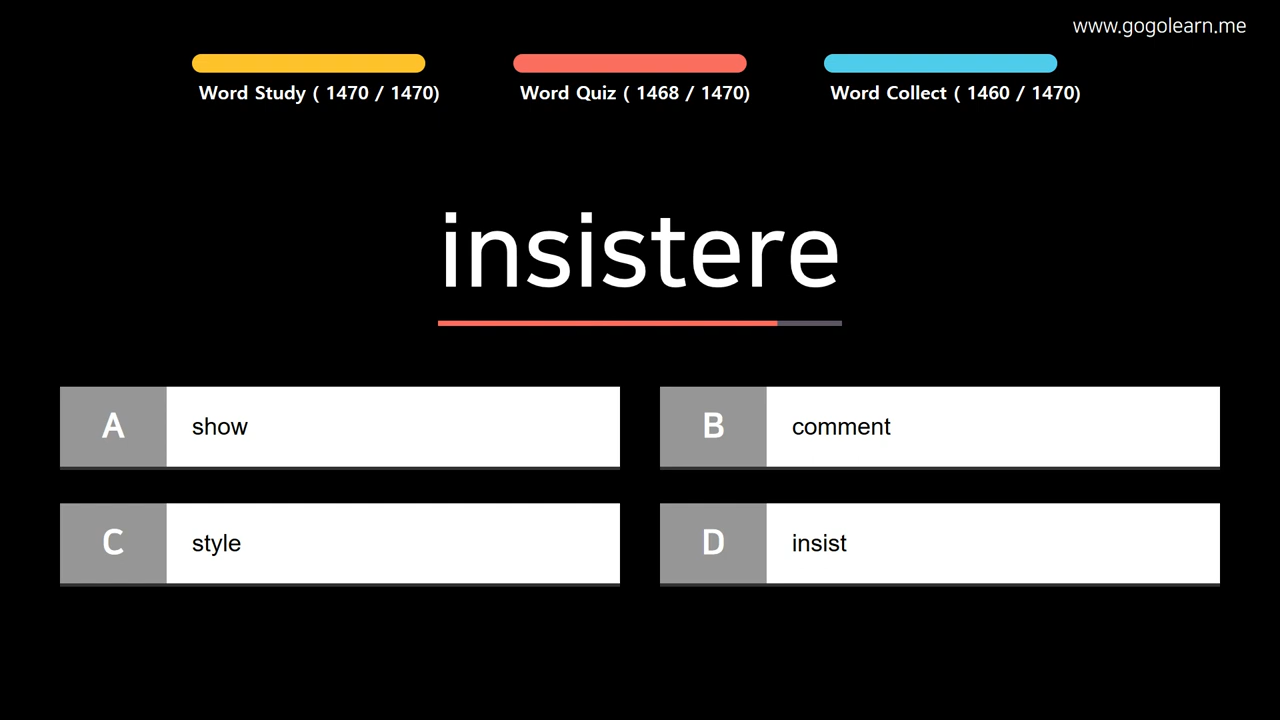 www.gogolearn.me
Word Study ( 1470 / 1470)
Word Quiz ( 1468 / 1470)
Word Collect ( 1460 / 1470)
insistere
A
show
B
comment
C
style
D
insist